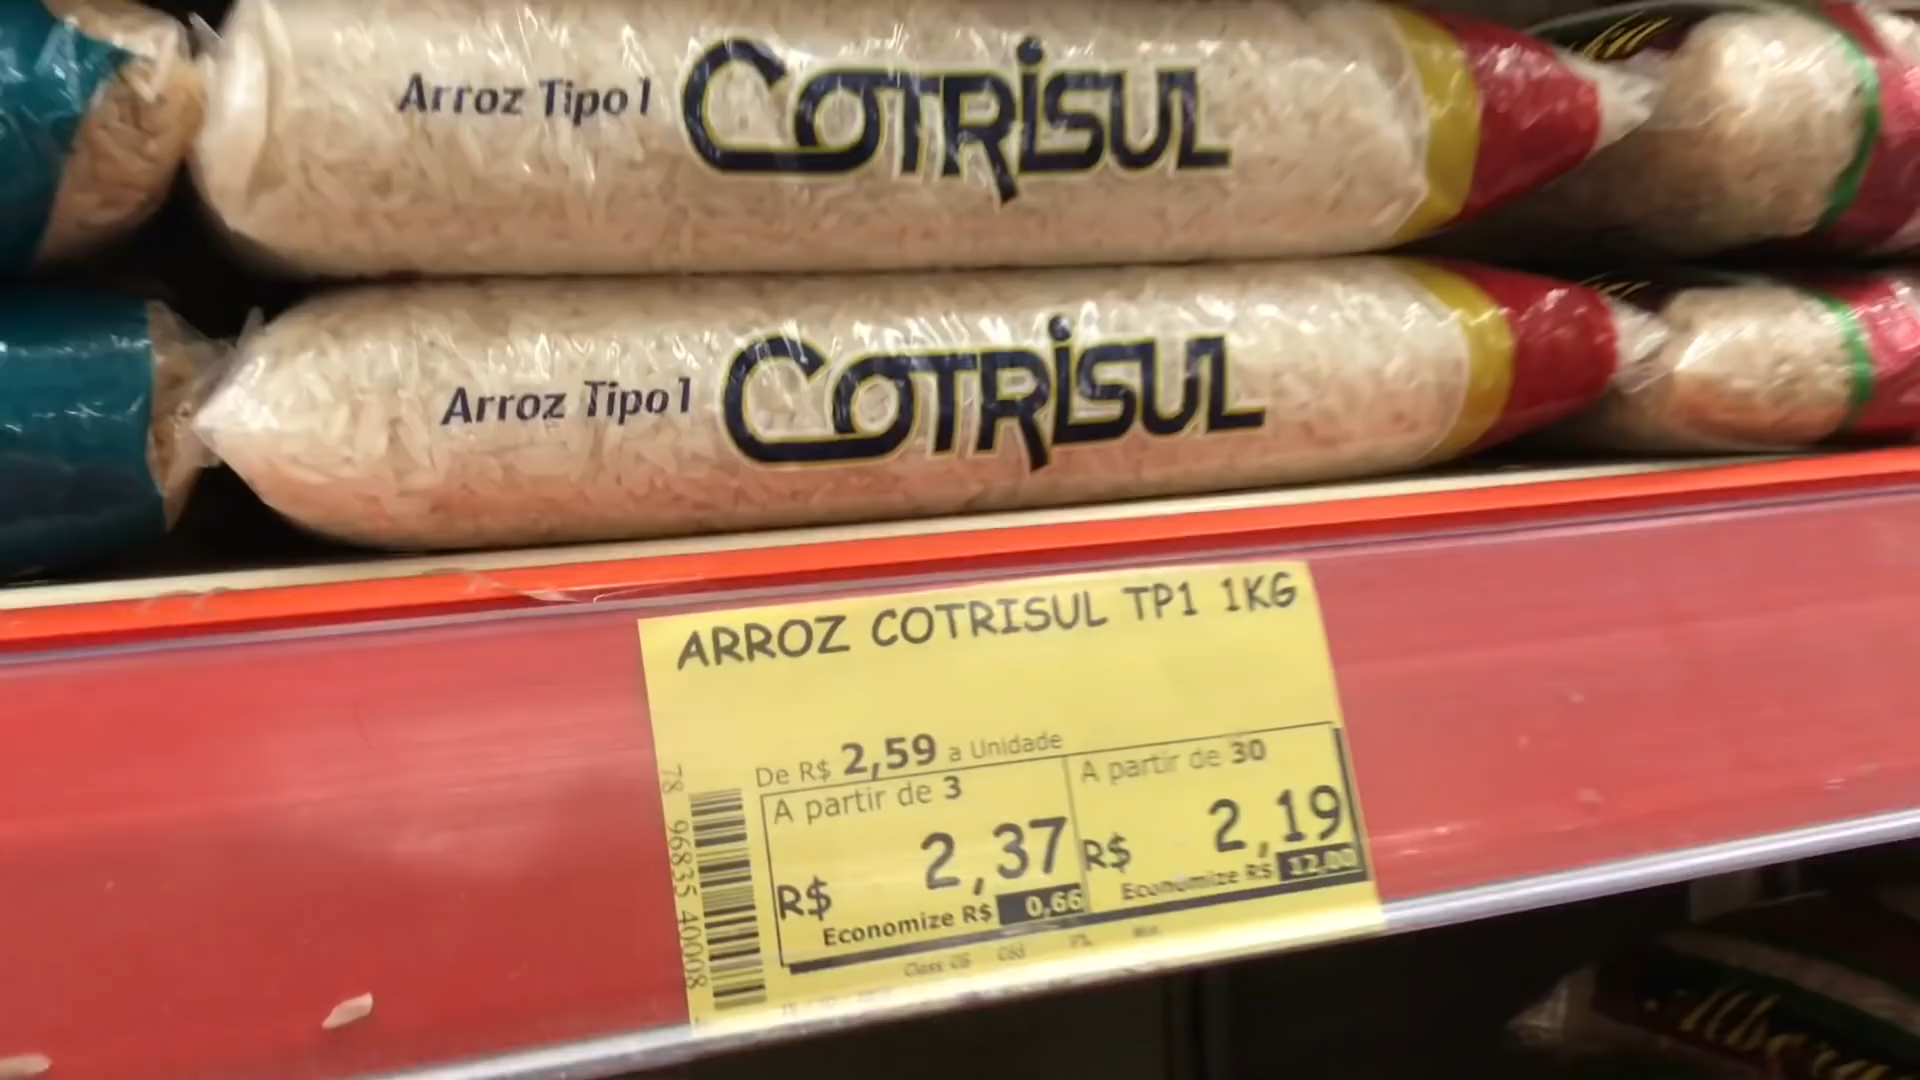 Arroz Tipo 1 COTRiSUL
Arroz Tipo 1 COTRiSUL
ARROZ COTRISUL TP1 1KG
De R$ 2,59 a Unidade
A partir de 3
R$ 2,37
Economize R$ 0,66
A partir de 30
R$ 2,19
Economize R$ 12,00
78 96835 40008